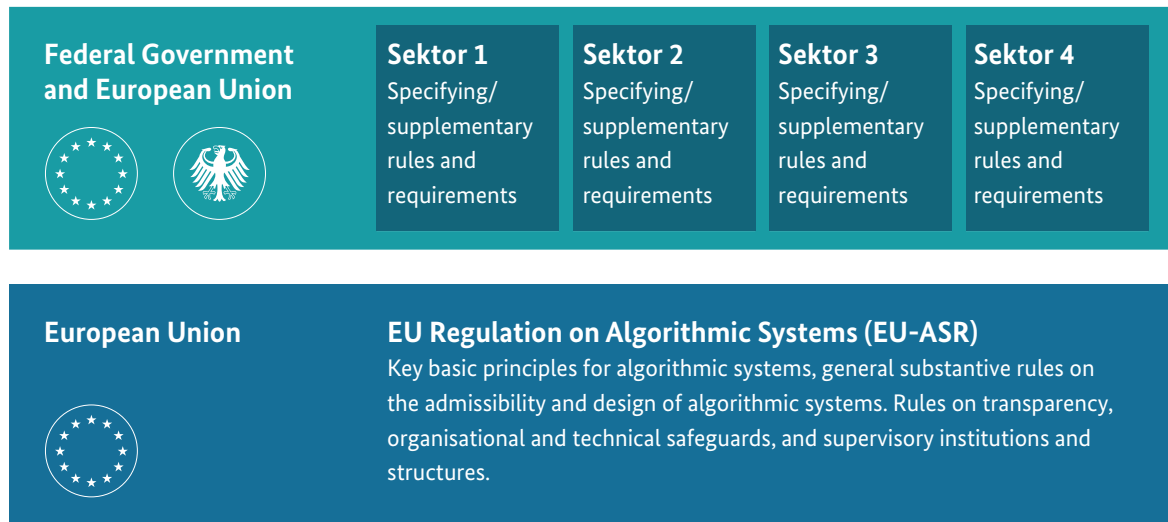 Federal Government
and European Union
Sektor 1
Specifying/
supplementary
rules and
requirements
Sektor 2
Specifying/
supplementary
rules and
requirements
Sektor 3
Specifying/
supplementary
rules and
requirements
Sektor 4
Specifying/
supplementary
rules and
requirements
European Union
EU Regulation on Algorithmic Systems (EU-ASR)
Key basic principles for algorithmic systems, general substantive rules on
the admissibility and design of algorithmic systems. Rules on transparency,
organisational and technical safeguards, and supervisory institutions and
structures.